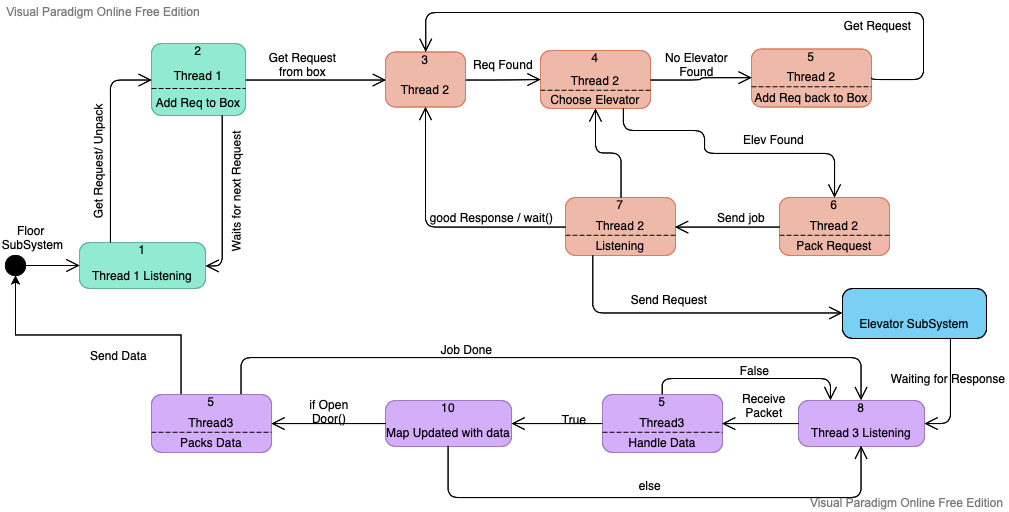 Visual Paradigm Online Free Edition
Get Request
2
Thread 1
Add Req to Box
Get Request
from box
3
Thread 2
Req Found
4
Thread 2
Choose Elevator
No Elevator
Found
5
Thread 2
Add Req back to Box
Get Request/ Unpack
Waits for next Request
Elev Found
Floor
SubSystem
1
Thread 1 Listening
good Response / wait()
7
Thread 2
Listening
Send job
6
Thread 2
Pack Request
Send Request
Elevator SubSystem
Send Data
Job Done
False
Waiting for Response
5
Thread3
Packs Data
if Open
Door()
10
Map Updated with data
True
5
Thread3
Handle Data
Receive
Packet
8
Thread 3 Listening
else
Visual Paradigm Online Free Edition